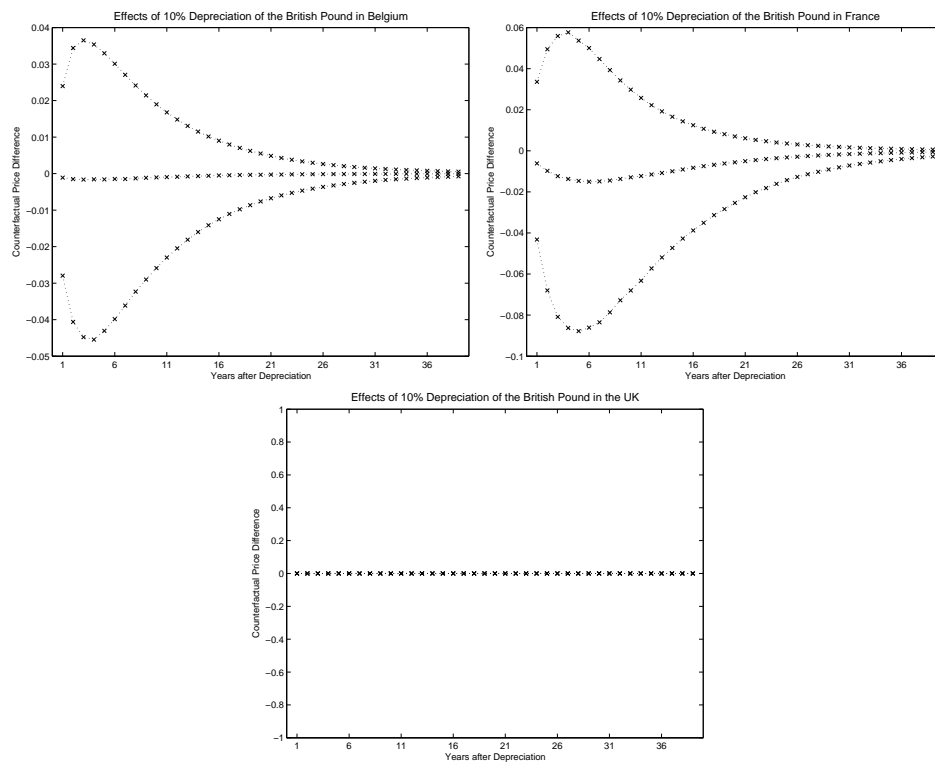 Effects of 10% Depreciation of the British Pound in Belgium
0.04
0.03
0.02
0.01
0
−0.01
−0.02
−0.03
−0.04
−0.05
Counterfactual Price Difference
1 6 11 16 21 26 31 36
Years after Depreciation
Effects of 10% Depreciation of the British Pound in France
0.06
0.04
0.02
0
−0.02
−0.04
−0.06
−0.08
−0.1
Counterfactual Price Difference
1 6 11 16 21 26 31 36
Years after Depreciation
Effects of 10% Depreciation of the British Pound in the UK
1
0.8
0.6
0.4
0.2
0
−0.2
−0.4
−0.6
−0.8
−1
Counterfactual Price Difference
1 6 11 16 21 26 31 36
Years after Depreciation